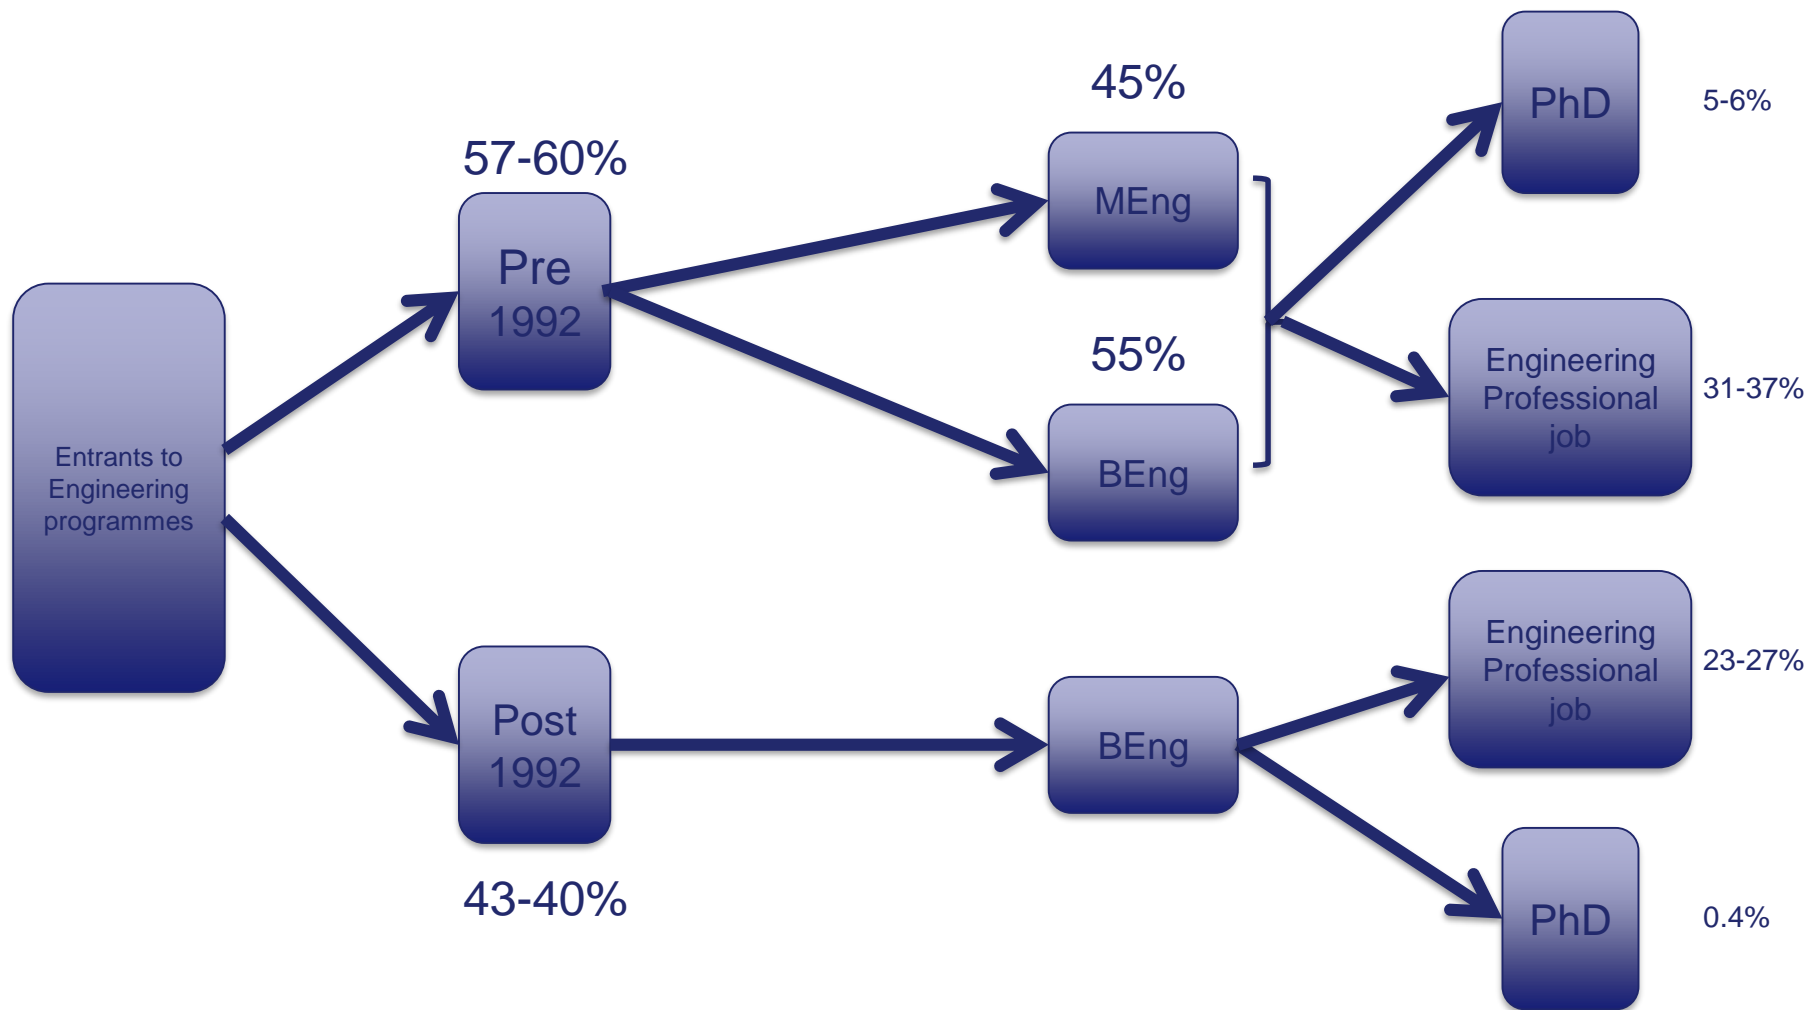 Entrants to
Engineering
programmes
57-60%
Pre
1992
Post
1992
43-40%
45%
MEng
55%
BEng
BEng
PhD
5-6%
Engineering
Professional
job
31-37%
Engineering
Professional
job
23-27%
PhD
0.4%